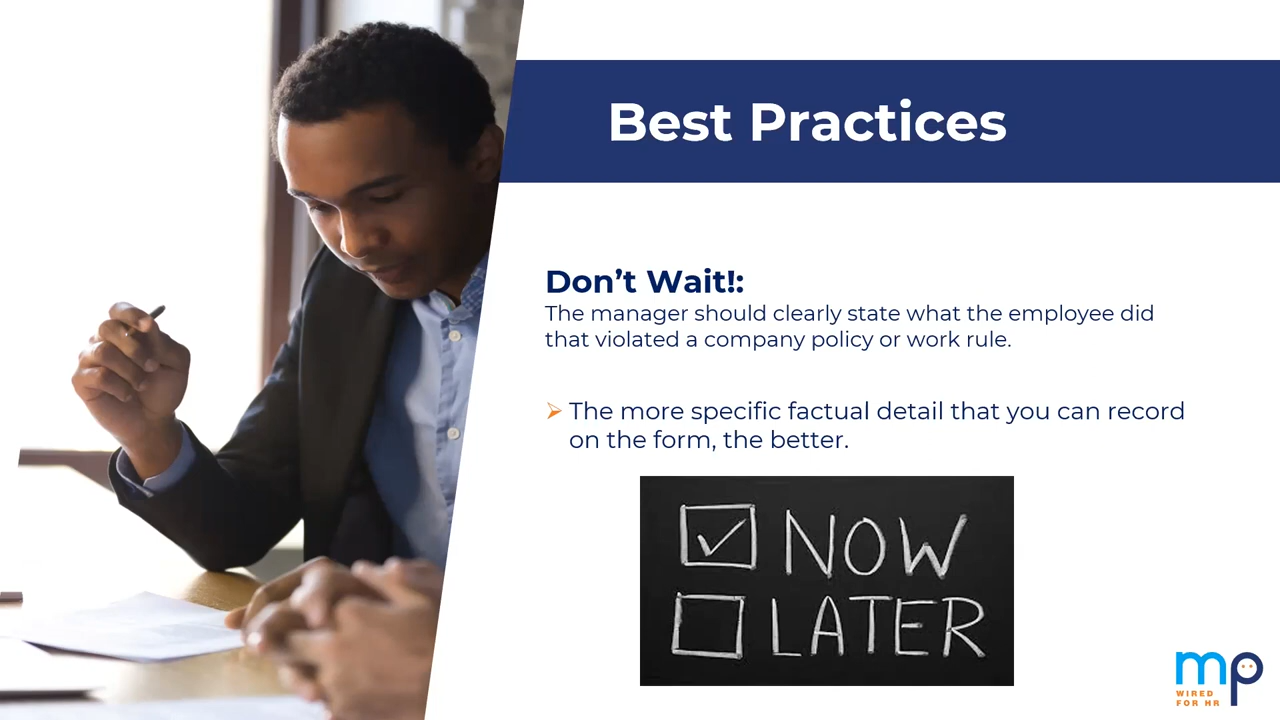 Best Practices
Don’t Wait!:
The manager should clearly state what the employee did
that violated a company policy or work rule.
➢ The more specific factual detail that you can record
on the form, the better.
NOW
LATER
mp
WIRED
FOR HR